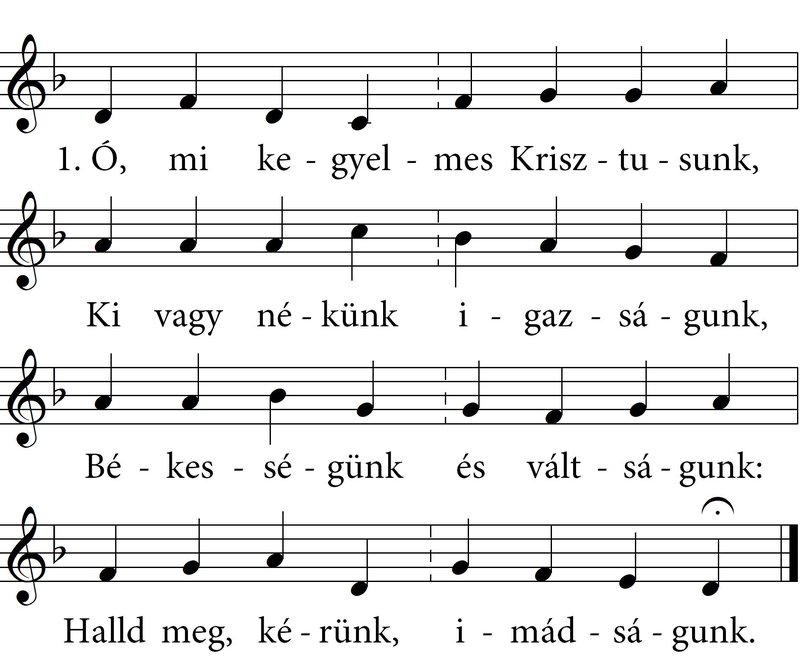 1. Ó, mi ke - gyel - mes Krisz - tu - sunk,
Ki vagy né - künk i - gaz - sá - gunk,
Bé - kes - sé - günk és vált - sá - gunk:
Halld meg, ké - rünk, i - mád - sá - gunk.